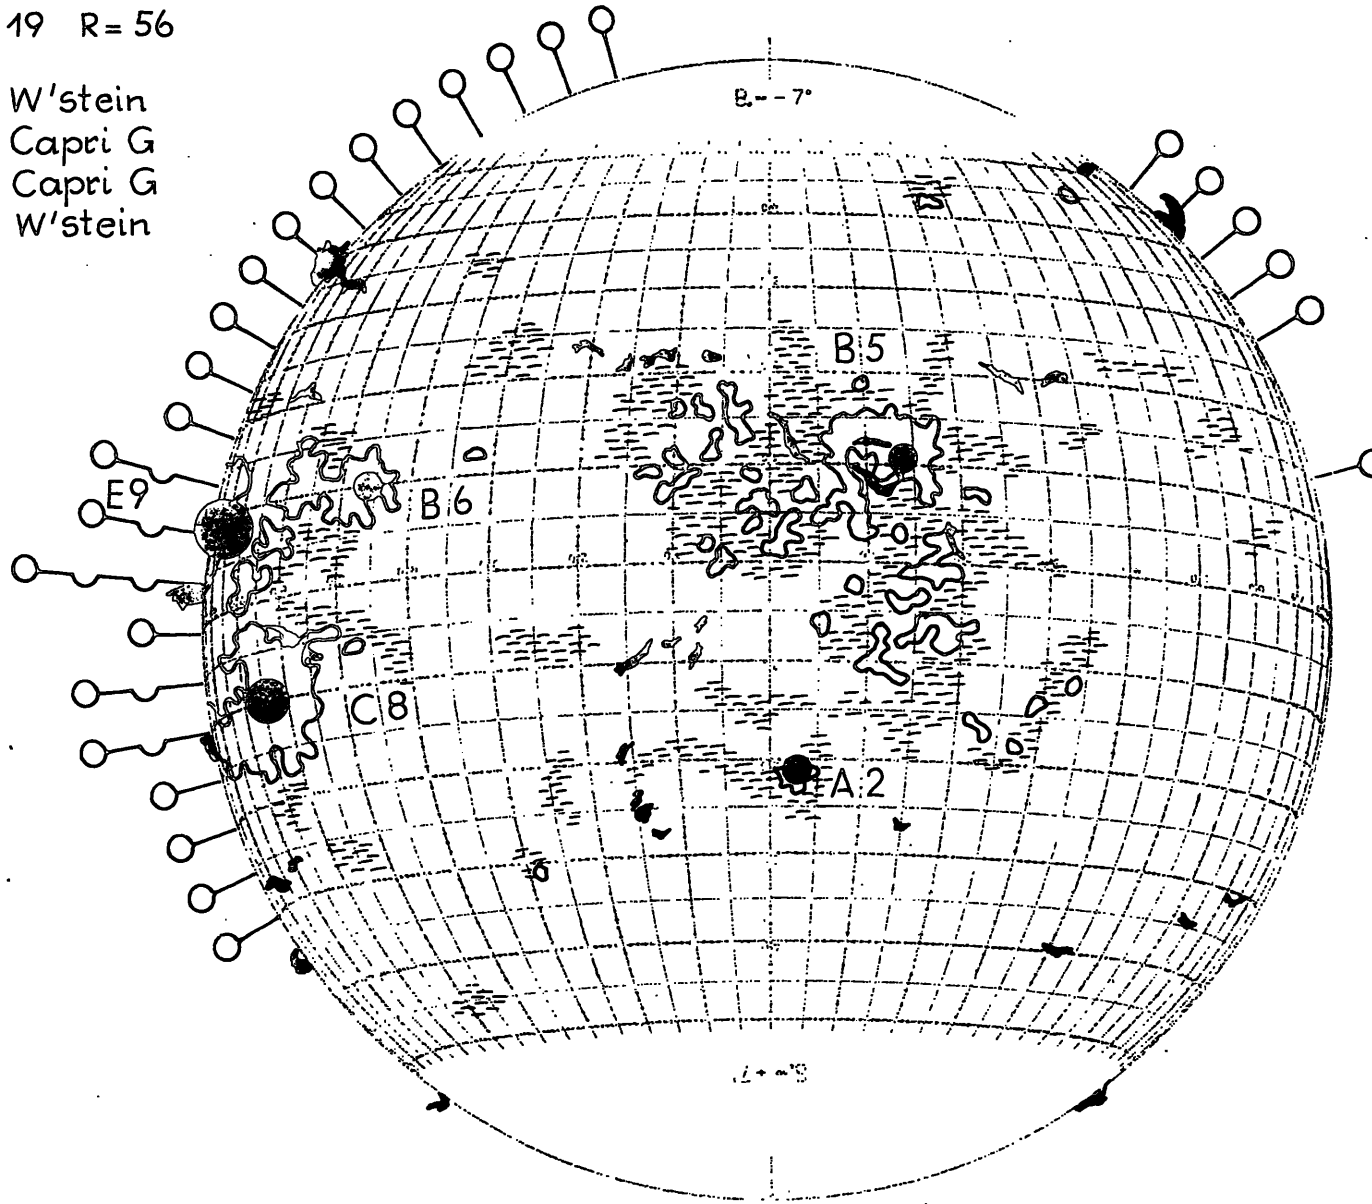 19 R= 56
W'stein
Capri G
Capri G
W'stein
B.= - 7°
B5
E9
B6
C8
A2